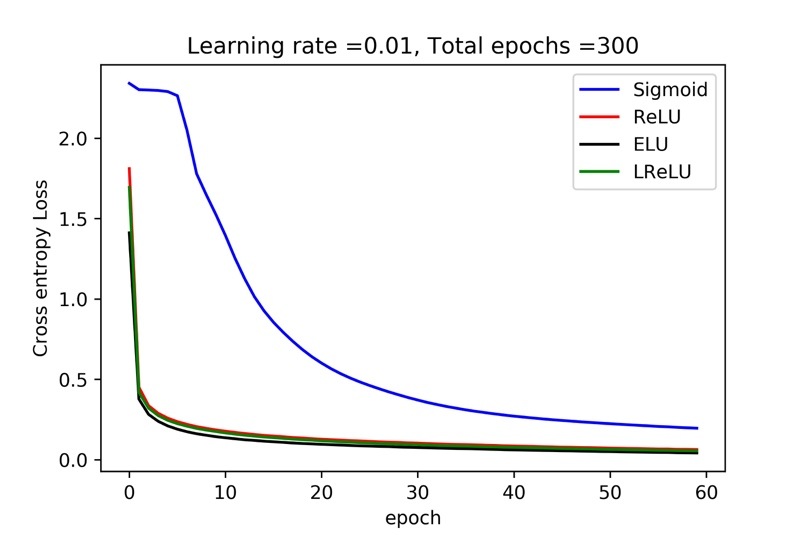 Learning rate =0.01, Total epochs =300
Sigmoid
ReLU
ELU
LReLU
Cross entropy Loss
2.0
1.5
1.0
0.5
0.0
0 10 20 30 40 50 60
epoch